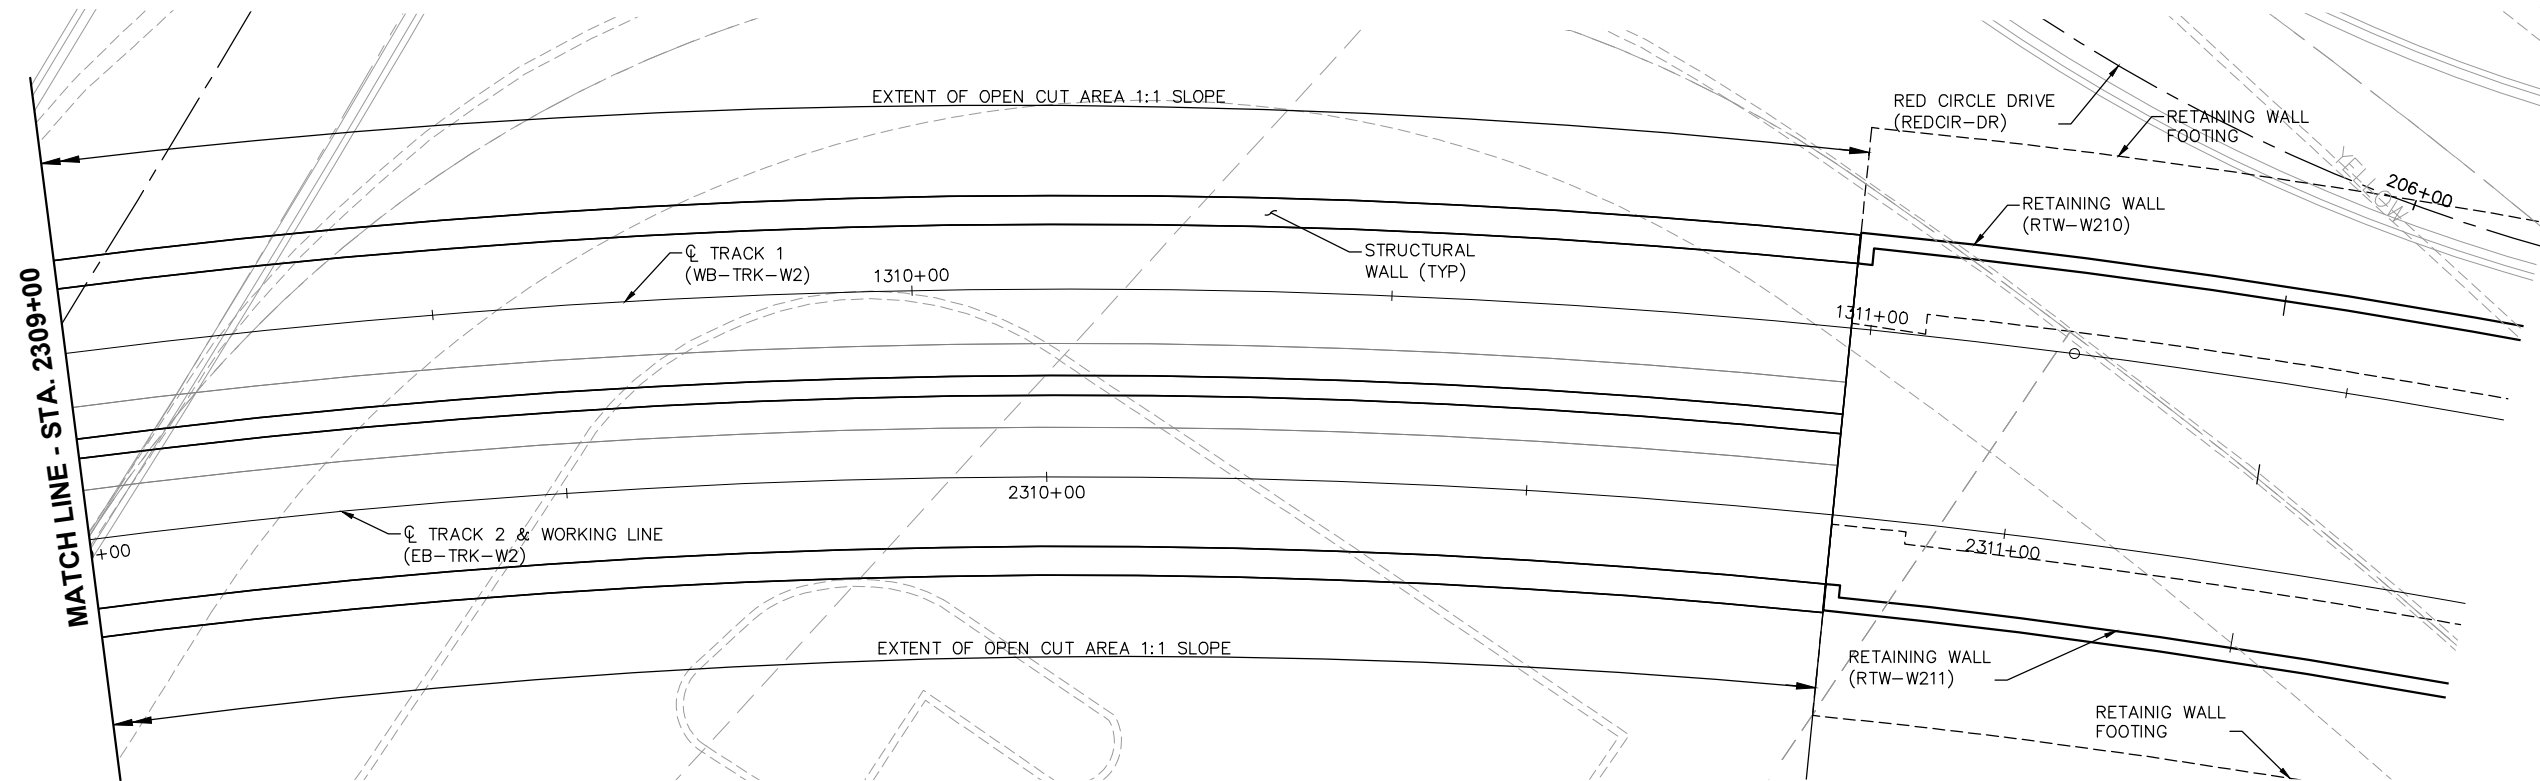 EXTENT OF OPEN CUT AREA 1:1 SLOPE
RED CIRCLE DRIVE
(REDCIR-DR)
RETAINING WALL
FOOTING
YELLOW
206+00
RETAINING WALL
(RTW-W210)
STRUCTURAL
WALL (TYP)
℄ TRACK 1
(WB-TRK-W2)
1310+00
1311+00
MATCH LINE - STA. 2309+00
2310+00
℄ TRACK 2 & WORKING LINE
(EB-TRK-W2)
+00
2311+00
EXTENT OF OPEN CUT AREA 1:1 SLOPE
RETAINING WALL
(RTW-W211)
RETAINIG WALL
FOOTING